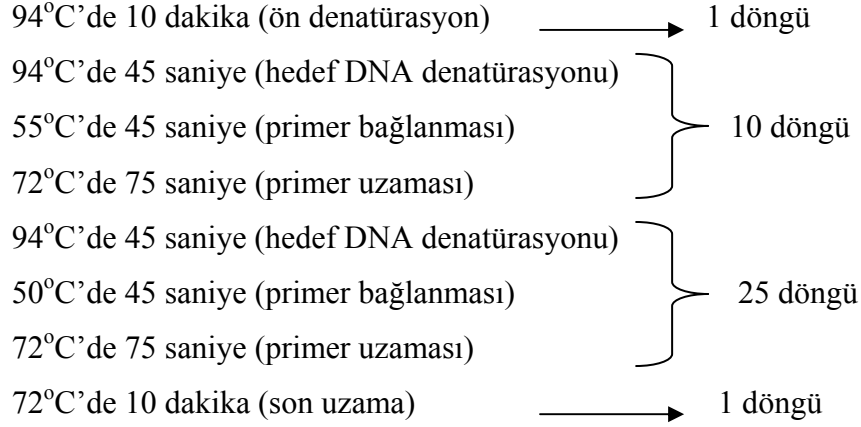 94°C’de 10 dakika (ön denatürasyon) 1 döngü
94°C’de 45 saniye (hedef DNA denatürasyonu)
55°C’de 45 saniye (primer bağlanması) 10 döngü
72°C’de 75 saniye (primer uzaması)
94°C’de 45 saniye (hedef DNA denatürasyonu)
50°C’de 45 saniye (primer bağlanması) 25 döngü
72°C’de 75 saniye (primer uzaması)
72°C’de 10 dakika (son uzama) 1 döngü